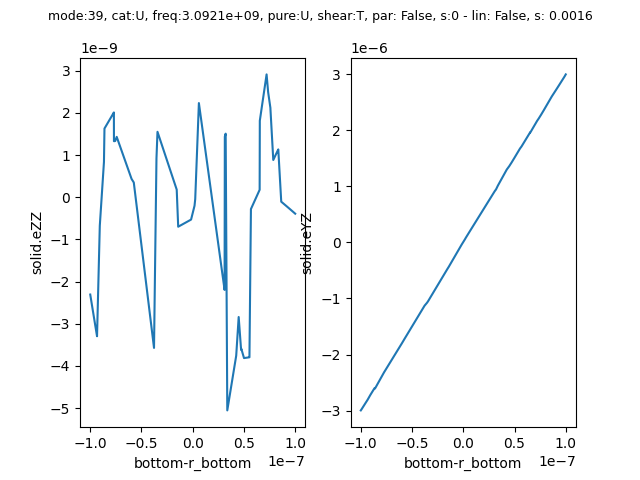 mode:39, cat:U, freq:3.0921e+09, pure:U, shear:T, par: False, s:0 - lin: False, s: 0.0016
1e−9
3
2
1
0
−1
−2
−3
−4
−5
solid.eZZ
−1.0
−0.5
0.0
0.5
1.0
bottom-r_bottom
1e−7
1e−6
3
2
1
0
−1
−2
−3
solid.eYZ
−1.0
−0.5
0.0
0.5
1.0
bottom-r_bottom
1e−7